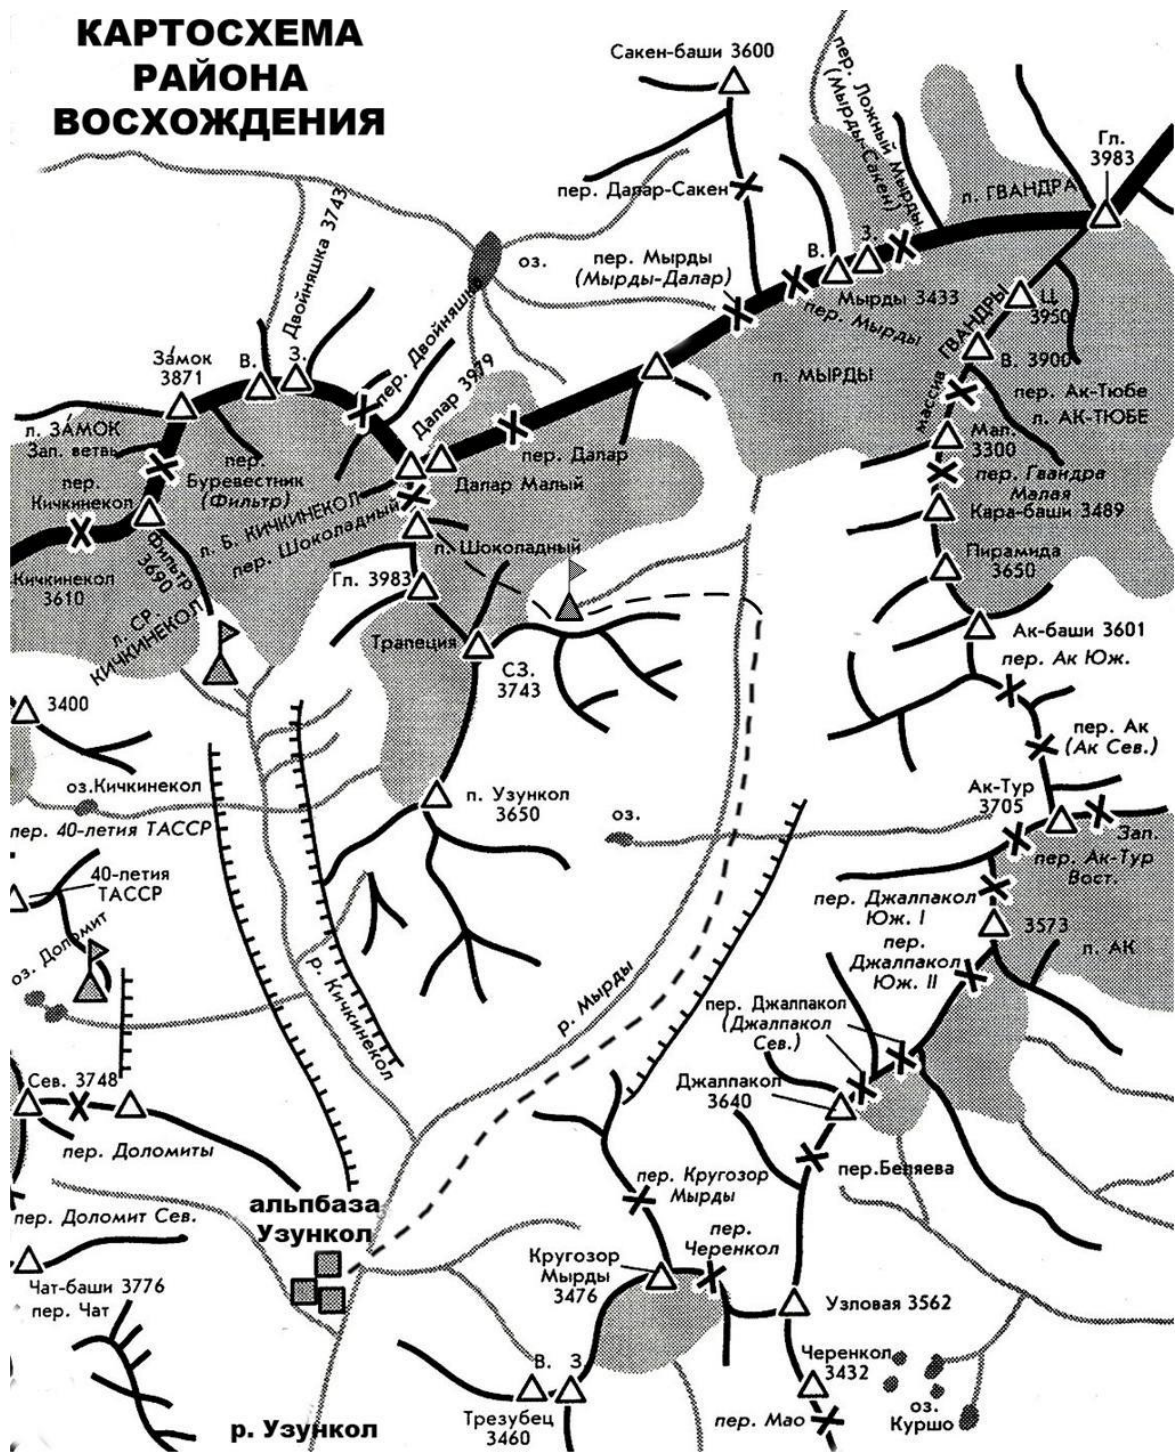 КАРТОСХЕМА
РАЙОНА
ВОСХОЖДЕНИЯ
Сакен-баши 3600
пер. Ложный Мырды
(Мырды-Сакен)
Гл.
3983
пер. Далар-Сакен
л. ГВАНДРА
Двойняшка 3743
оз.
пер. Мырды
(Мырды-Далар)
В.
З.
Мырды 3433
пер. Мырды
Ц.
3950
массив ГВАНДРЫ
В. 3900
Замок
3871
В.
З.
пер. Двойняшка
Далар 3979
л. МЫРДЫ
пер. Ак-Тюбе
л. АК-ТЮБЕ
л. ЗАМОК
Зап. ветвь
Мал.
3300
пер.
Кичкинекол
пер.
Буревестник
(Фильтр)
пер. Далар
Далар Малый
пер. Гвандра
Малая
Кара-баши 3489
Фильтр
3690
л. Б. КИЧКИНЕКОЛ
пер. Шоколадный
п. Шоколадный
Кичкинекол
3610
Гл. 3983
Пирамида
3650
л. СР.
КИЧКИНЕКОЛ
Трапеция
Ак-баши 3601
пер. Ак Юж.
СЗ.
3743
3400
пер. Ак
(Ак Сев.)
оз.Кичкинекол
п. Узункол
3650
Ак-Тур
3705
пер. 40-летия ТАССР
оз.
Зап.
пер. Ак-Тур
Вост.
40-летия
ТАССР
пер. Джалпакол
Юж. I
3573
оз. Доломит
пер.
Джалпакол
Юж. II
л. АК
р. Кичкинекол
р. Мырды
пер. Джалпакол
(Джалпакол
Сев.)
Сев. 3748
Джалпакол
3640
пер. Доломиты
пер.Беляева
пер. Кругозор
Мырды
альпбаза
Узункол
пер. Доломит Сев.
пер.
Черенкол
Кругозор
Мырды
3476
Чат-баши 3776
пер. Чат
Узловая 3562
В.
З.
Черенкол
3432
Трезубец
3460
пер. Мао
оз.
Куршо
р. Узункол